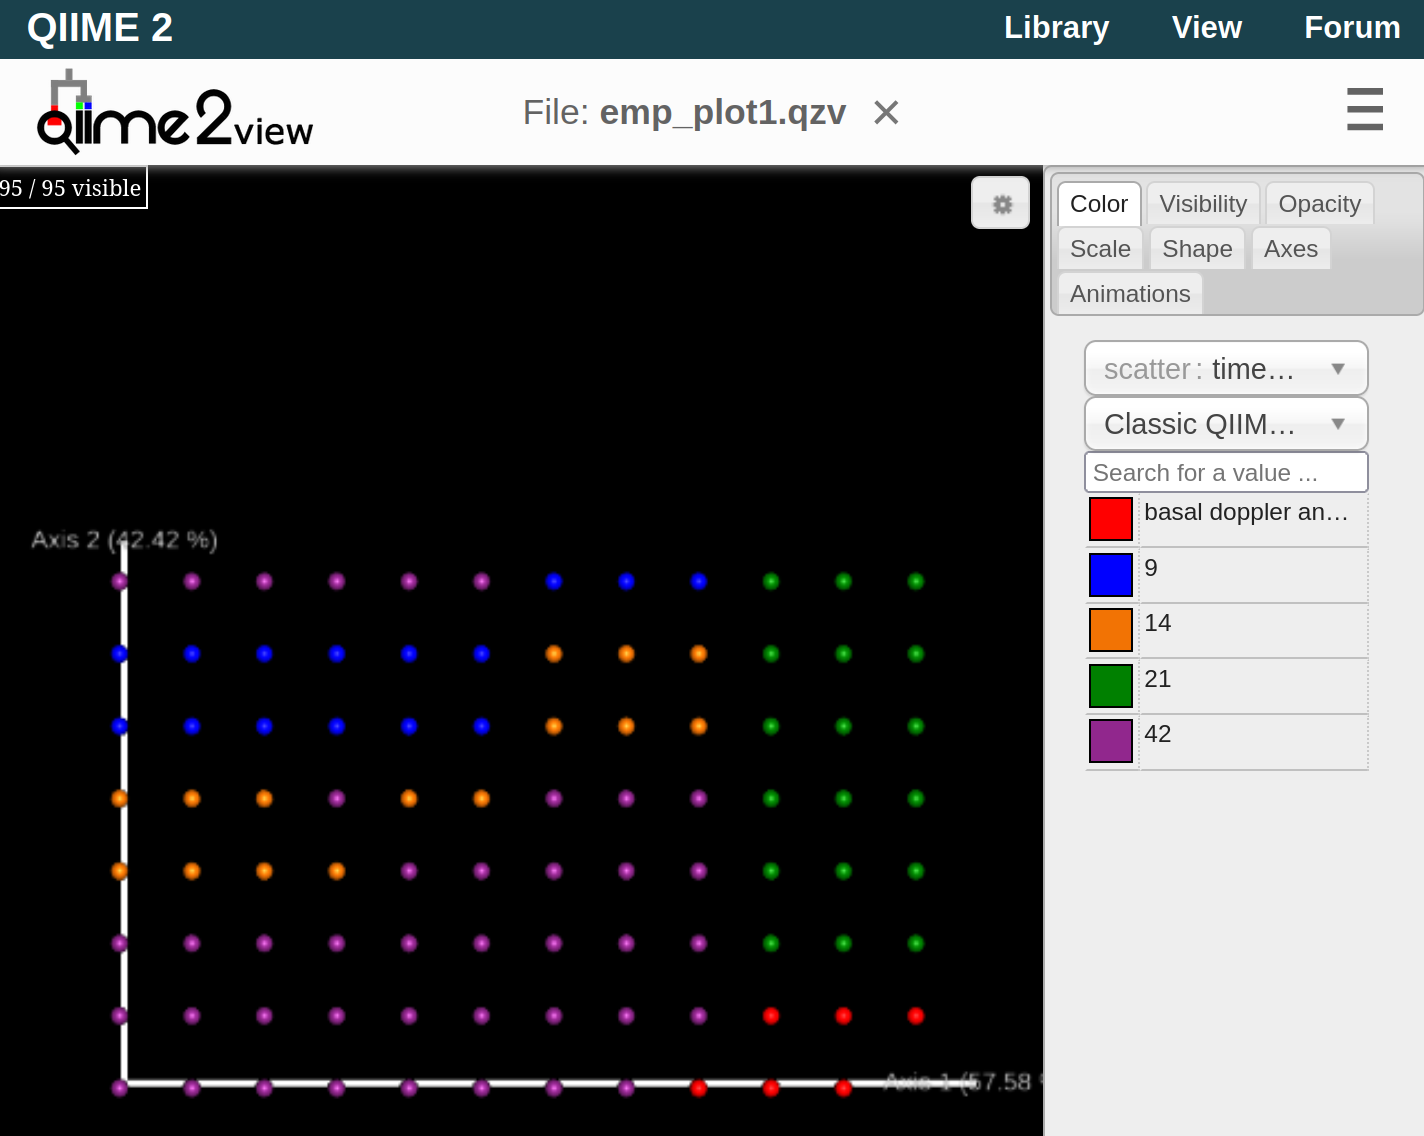 QIIME 2 Library View Forum
qiime2view File: emp_plot1.qzv ✕
95 / 95 visible
Color Visibility Opacity
Scale Shape Axes
Animations
scatter: time…
Classic QIIM…
Search for a value ...
basal doppler an…
9
14
21
42
Axis 2 (42.42 %)
Axis 1 (57.58 %